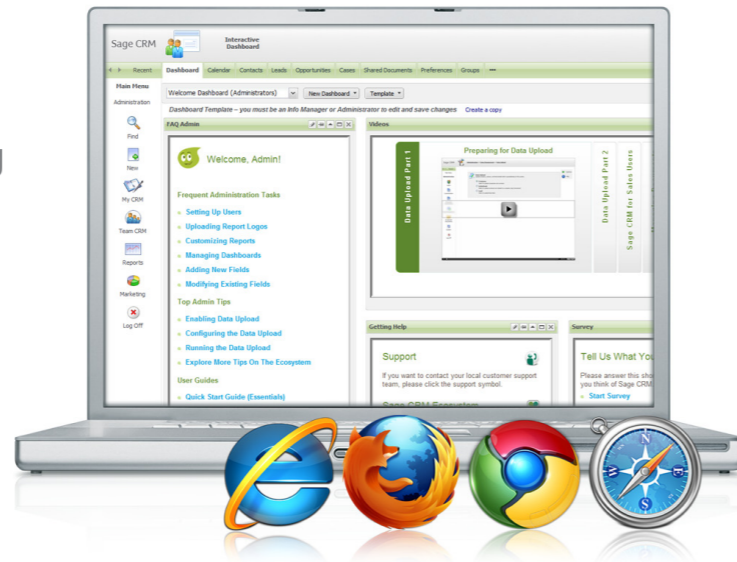 Sage CRM
Interactive
Dashboard
Recent Dashboard Calendar Contacts Leads Opportunities Cases Shared Documents Preferences Groups
Main Menu
Administration
Find
New
My CRM
Team CRM
Reports
Marketing
Log Off
Welcome Dashboard (Administrators) New Dashboard Template
Dashboard Template – you must be an Info Manager or Administrator to edit and save changes Create a copy
FAQ Admin
Welcome, Admin!
Frequent Administration Tasks
Setting Up Users
Uploading Report Logos
Customizing Reports
Managing Dashboards
Adding New Fields
Modifying Existing Fields
Top Admin Tips
Enabling Data Upload
Configuring the Data Upload
Running the Data Upload
Explore More Tips On The Ecosystem
User Guides
Quick Start Guide (Essentials)
Videos
Data Upload Part 1
Preparing for Data Upload
Data Upload Part 2
Sage CRM for Sales Users
Getting Help
Support
If you want to contact your local customer support
team, please click the support symbol.
Sage CRM Ecosystem
Survey
Tell Us What You
Please answer this sho
you think of Sage CRM
Start Survey
N
E
S
W